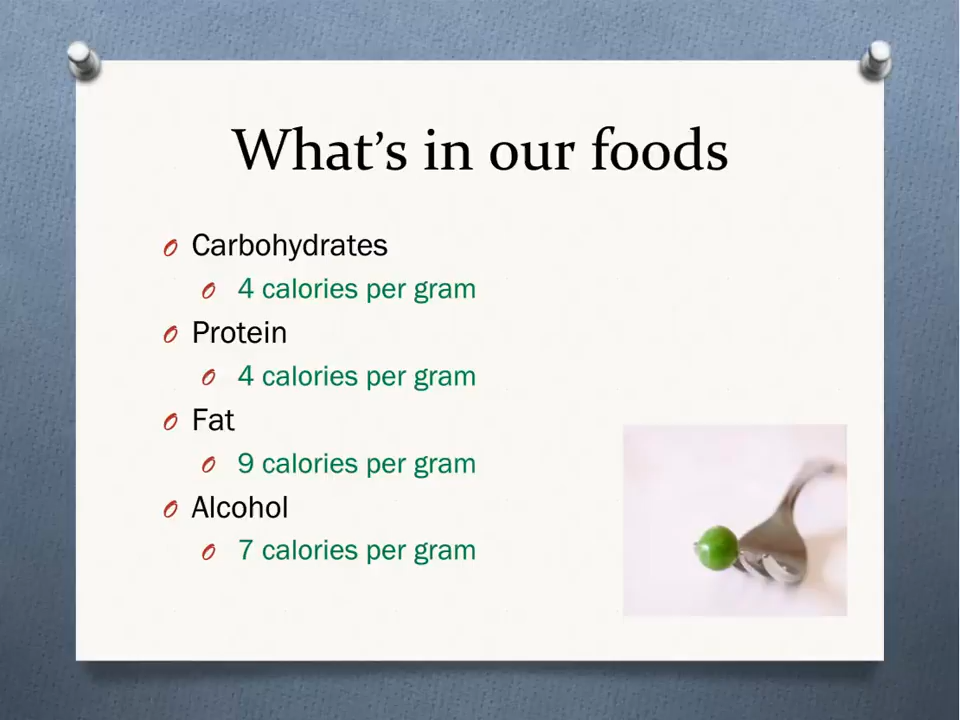 What's in our foods
Carbohydrates
4 calories per gram
Protein
4 calories per gram
Fat
9 calories per gram
Alcohol
7 calories per gram